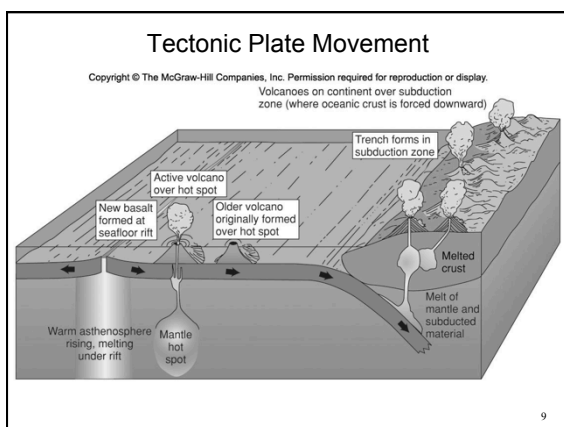 Tectonic Plate Movement
Copyright © The McGraw-Hill Companies, Inc. Permission required for reproduction or display.
Volcanoes on continent over subduction
zone (where oceanic crust is forced downward)
Trench forms in
subduction zone
Active volcano
over hot spot
New basalt
formed at
seafloor rift
Older volcano
originally formed
over hot spot
Melted
crust
Melt of
mantle and
subducted
material
Warm asthenosphere
rising, melting
under rift
Mantle
hot
spot
9